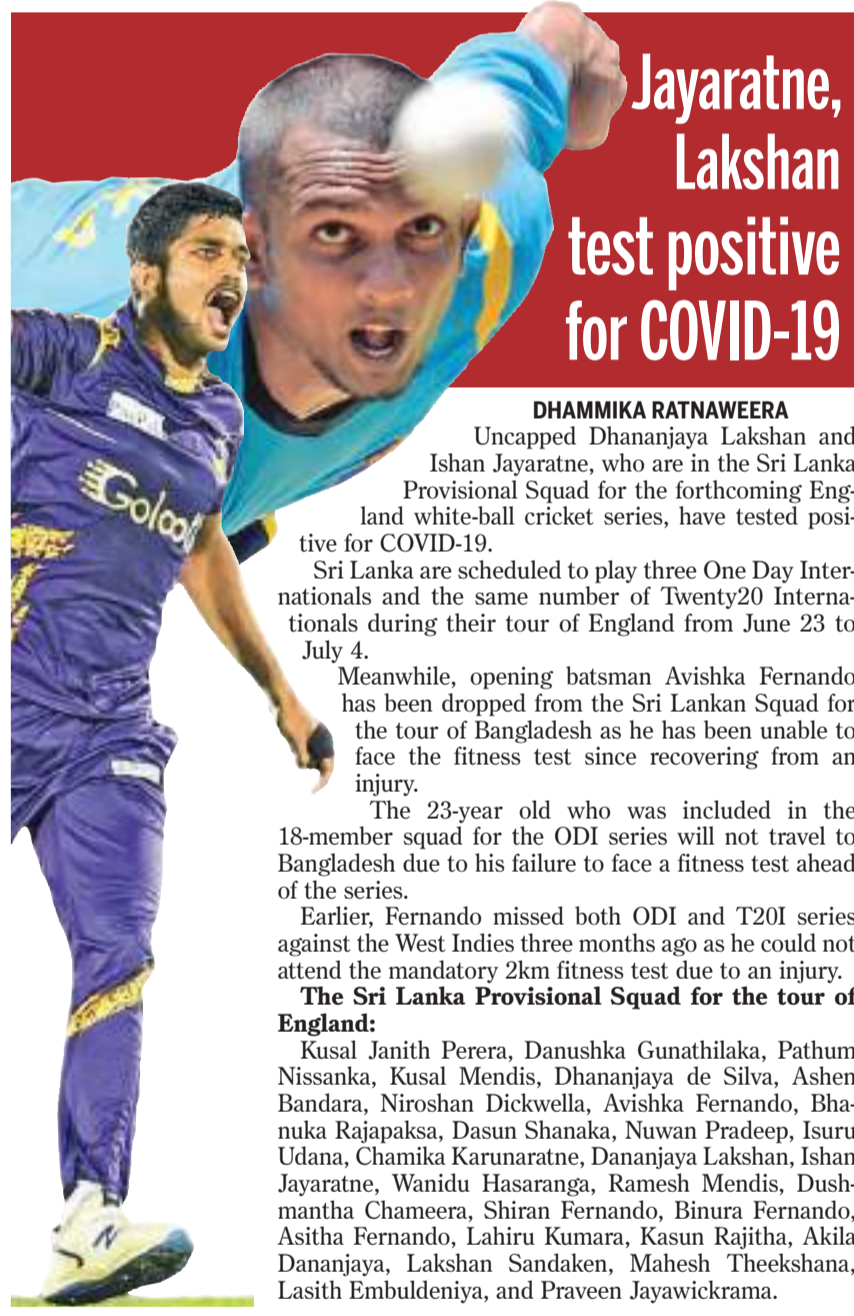 Jayaratne,
Lakshan
test positive
for COVID-19
DHAMMIKA RATNAWEERA
Uncapped Dhananjaya Lakshan and
Ishan Jayaratne, who are in the Sri Lanka
Provisional Squad for the forthcoming Eng-
land white-ball cricket series, have tested posi-
tive for COVID-19.
Sri Lanka are scheduled to play three One Day Inter-
nationals and the same number of Twenty20 Interna-
tionals during their tour of England from June 23 to
July 4.
Meanwhile, opening batsman Avishka Fernando
has been dropped from the Sri Lankan Squad for
the tour of Bangladesh as he has been unable to
face the fitness test since recovering from an
injury.
The 23-year old who was included in the
18-member squad for the ODI series will not travel to
Bangladesh due to his failure to face a fitness test ahead
of the series.
Earlier, Fernando missed both ODI and T20I series
against the West Indies three months ago as he could not
attend the mandatory 2km fitness test due to an injury.
The Sri Lanka Provisional Squad for the tour of
England:
Kusal Janith Perera, Danushka Gunathilaka, Pathum
Nissanka, Kusal Mendis, Dhananjaya de Silva, Ashen
Bandara, Niroshan Dickwella, Avishka Fernando, Bha-
nuka Rajapaksa, Dasun Shanaka, Nuwan Pradeep, Isuru
Udana, Chamika Karunaratne, Dananjaya Lakshan, Ishan
Jayaratne, Wanidu Hasaranga, Ramesh Mendis, Dush-
mantha Chameera, Shiran Fernando, Binura Fernando,
Asitha Fernando, Lahiru Kumara, Kasun Rajitha, Akila
Dananjaya, Lakshan Sandaken, Mahesh Theekshana,
Lasith Embuldeniya, and Praveen Jayawickrama.